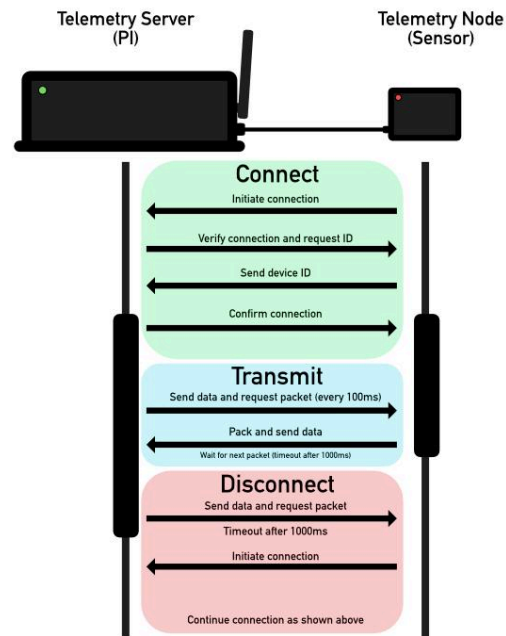 Telemetry Server
(PI)
Telemetry Node
(Sensor)
Connect
Initiate connection
Verify connection and request ID
Send device ID
Confirm connection
Transmit
Send data and request packet (every 100ms)
Pack and send data
Wait for next packet (timeout after 1000ms)
Disconnect
Send data and request packet
Timeout after 1000ms
Initiate connection
Continue connection as shown above